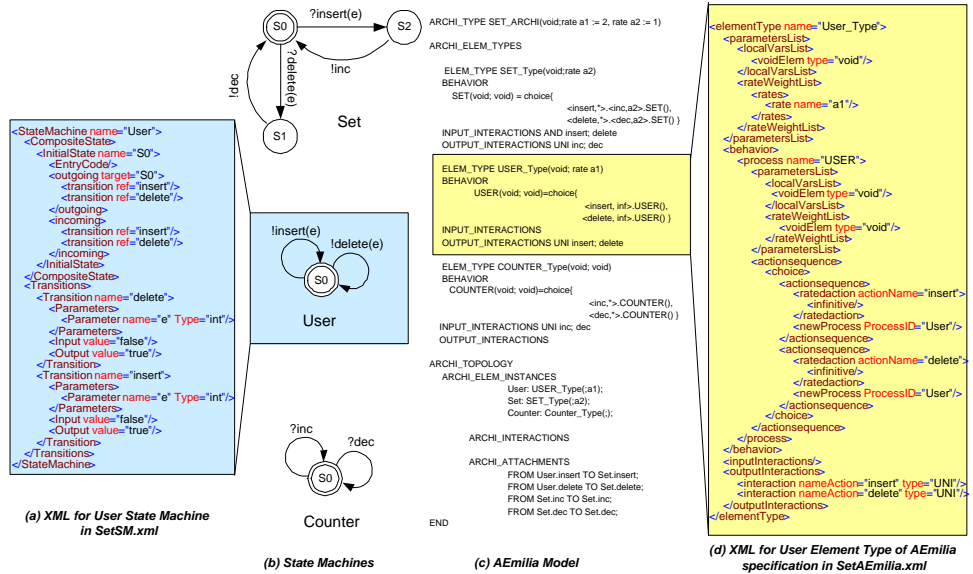 <StateMachine name="User">
<CompositeState>
<InitialState name="S0">
<EntryCode/>
<outgoing target="S0">
<transition ref="insert"/>
<transition ref="delete"/>
</outgoing>
<incoming>
<transition ref="insert"/>
<transition ref="delete"/>
</incoming>
</InitialState>
</CompositeState>
<Transitions>
<Transition name="delete">
<Parameters>
<Parameter name="e" Type="int"/>
</Parameters>
<Input value="false"/>
<Output value="true"/>
</Transition>
<Transition name="insert">
<Parameters>
<Parameter name="e" Type="int"/>
</Parameters>
<Input value="false"/>
<Output value="true"/>
</Transition>
</Transitions>
</StateMachine>
(a) XML for User State Machine
in SetSM.xml
?insert(e)
S0
S2
!inc
?delete(e)
!dec
S1
Set
!insert(e)
!delete(e)
S0
User
?inc
?dec
S0
Counter
(b) State Machines
ARCHI_TYPE SET_ARCHI(void;rate a1 := 2, rate a2 := 1)
ARCHI_ELEM_TYPES
ELEM_TYPE SET_Type(void;rate a2)
BEHAVIOR
SET(void; void) = choice{
<insert,*>.<inc,a2>.SET(),
<delete,*>.<dec,a2>.SET() }
INPUT_INTERACTIONS AND insert; delete
OUTPUT_INTERACTIONS UNI inc; dec
ELEM_TYPE USER_Type(void; rate a1)
BEHAVIOR
USER(void; void)=choice{
<insert, inf>.USER(),
<delete, inf>.USER() }
INPUT_INTERACTIONS
OUTPUT_INTERACTIONS UNI insert; delete
ELEM_TYPE COUNTER_Type(void; void)
BEHAVIOR
COUNTER(void; void)=choice{
<inc,*>.COUNTER(),
<dec,*>.COUNTER() }
INPUT_INTERACTIONS UNI inc; dec
OUTPUT_INTERACTIONS
ARCHI_TOPOLOGY
ARCHI_ELEM_INSTANCES
User: USER_Type(;a1);
Set: SET_Type(;a2);
Counter: Counter_Type(;);
ARCHI_INTERACTIONS
ARCHI_ATTACHMENTS
FROM User.insert TO Set.insert;
FROM User.delete TO Set.delete;
FROM Set.inc TO Set.inc;
FROM Set.dec TO Set.dec;
END
(c) AEmilia Model
<elementType name="User_Type">
<parametersList>
<localVarsList>
<voidElem type="void"/>
</localVarsList>
<rateWeightList>
<rates>
<rate name="a1"/>
</rates>
</rateWeightList>
</parametersList>
<behavior>
<process name="USER">
<parametersList>
<localVarsList>
<voidElem type="void"/>
</localVarsList>
<rateWeightList>
<voidElem type="void"/>
</rateWeightList>
</parametersList>
<actionsequence>
<choice>
<actionsequence>
<ratedaction actionName="insert">
<infinitive/>
</ratedaction>
<newProcess ProcessID="User"/>
</actionsequence>
<actionsequence>
<ratedaction actionName="delete">
<infinitive/>
</ratedaction>
<newProcess ProcessID="User"/>
</actionsequence>
</choice>
</actionsequence>
</process>
</behavior>
<inputInteractions/>
<outputInteractions>
<interaction nameAction="insert" type="UNI"/>
<interaction nameAction="delete" type="UNI"/>
</outputInteractions>
</elementType>
(d) XML for User Element Type of AEmilia
specification in SetAEmilia.xml